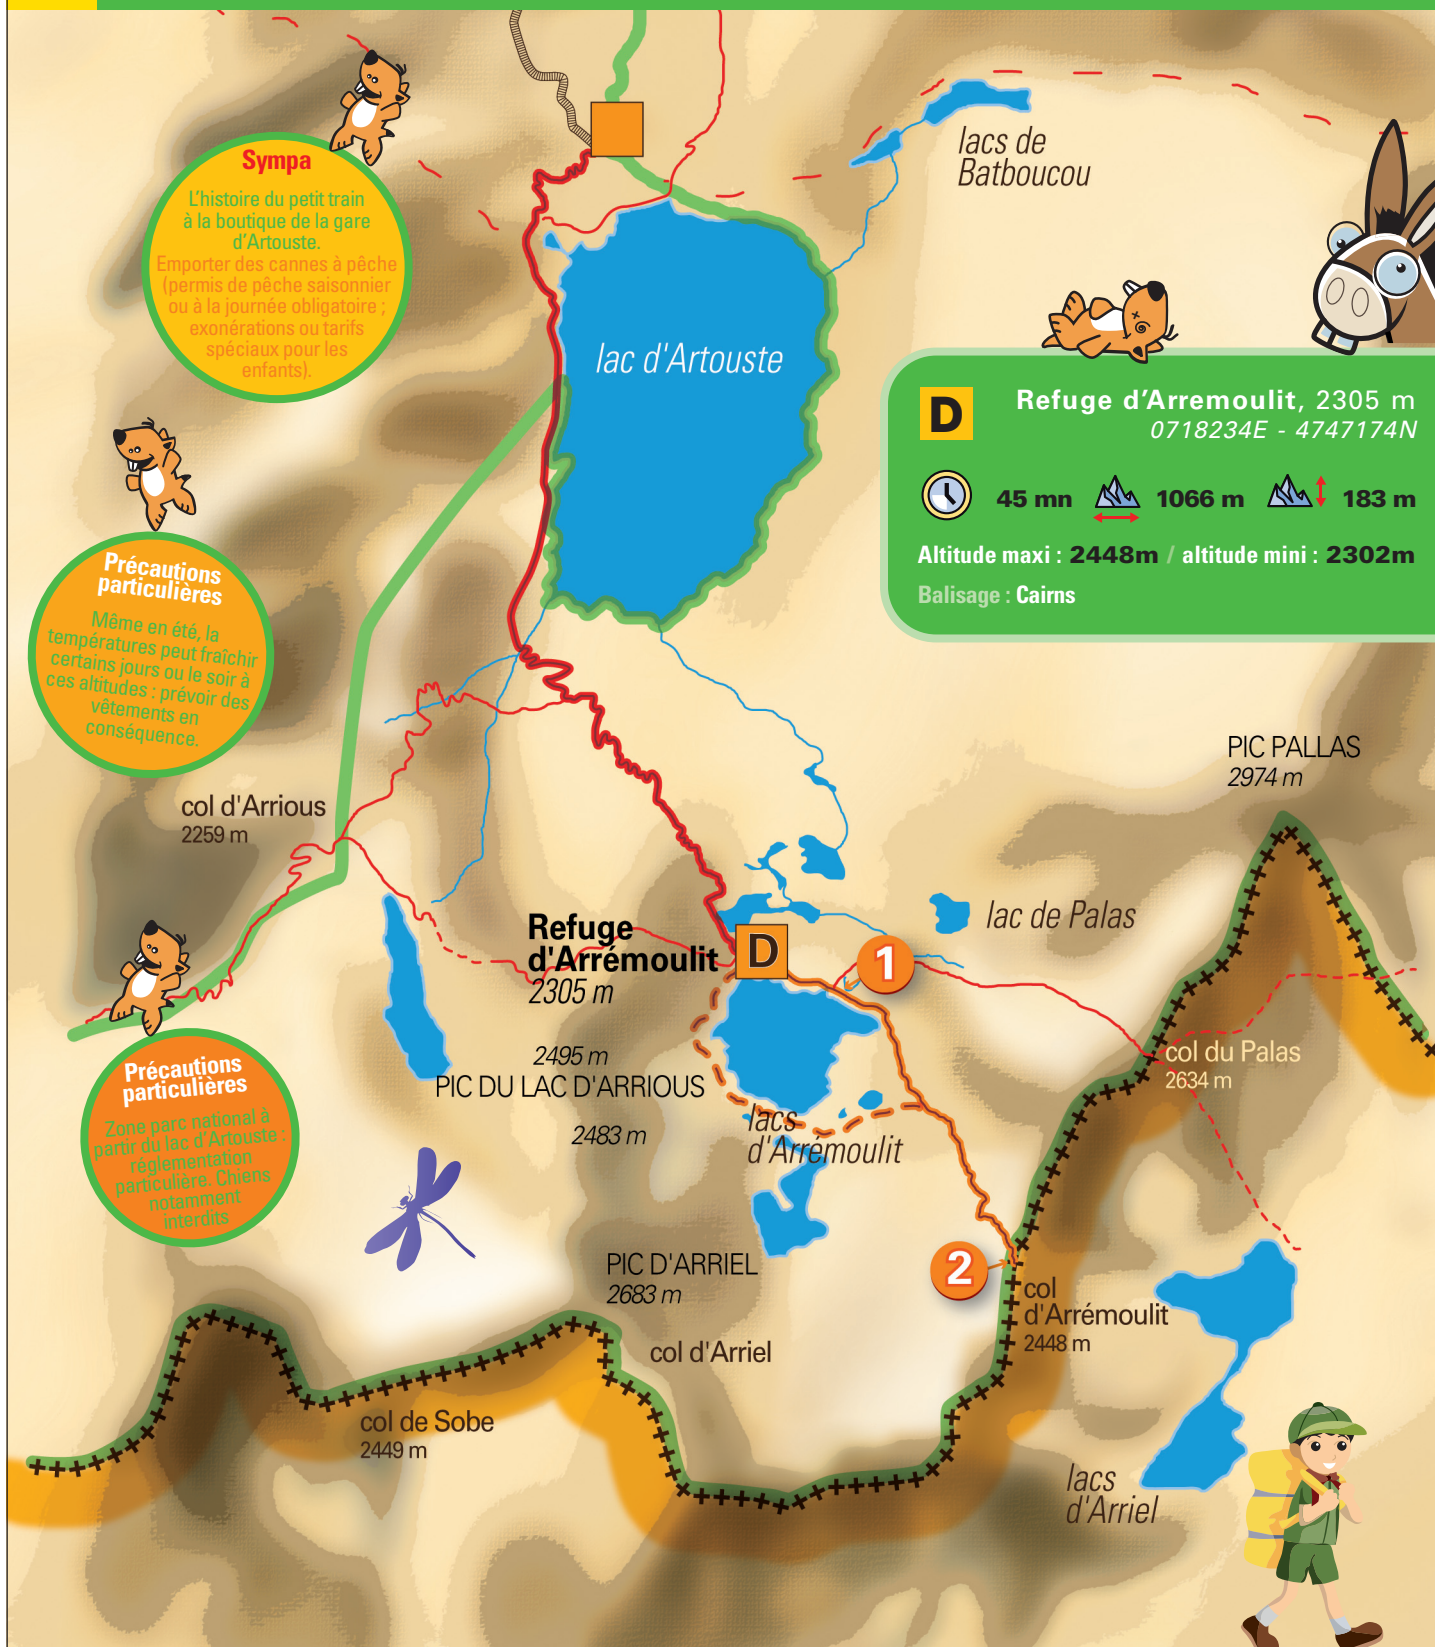 lacs de
Batboucou
Sympa
L'histoire du petit train
à la boutique de la gare
d'Artouste.
Emporter des cannes à pêche
(permis de pêche saisonnier
ou à la journée obligatoire ;
exonérations ou tarifs
spéciaux pour les
enfants).
lac d'Artouste
D
Refuge d'Arremoulit, 2305 m
0718234E - 4747174N
45 mn
1066 m
183 m
Altitude maxi : 2448m / altitude mini : 2302m
Balisage : Cairns
Précautions
particulières
Même en été, la
températures peut fraîchir
certains jours ou le soir à
ces altitudes : prévoir des
vêtements en
conséquence.
PIC PALLAS
2974 m
col d'Arrious
2259 m
lac de Palas
Refuge
d'Arrémoulit
2305 m
D
1
2495 m
PIC DU LAC D'ARRIOUS
2483 m
col du Palas
2634 m
Précautions
particulières
Zone parc national à
partir du lac d'Artouste :
réglementation
particulière. Chiens
notamment
interdits
lacs
d'Arrémoulit
PIC D'ARRIEL
2683 m
2
col
d'Arrémoulit
2448 m
col d'Arriel
col de Sobe
2449 m
lacs
d'Arriel